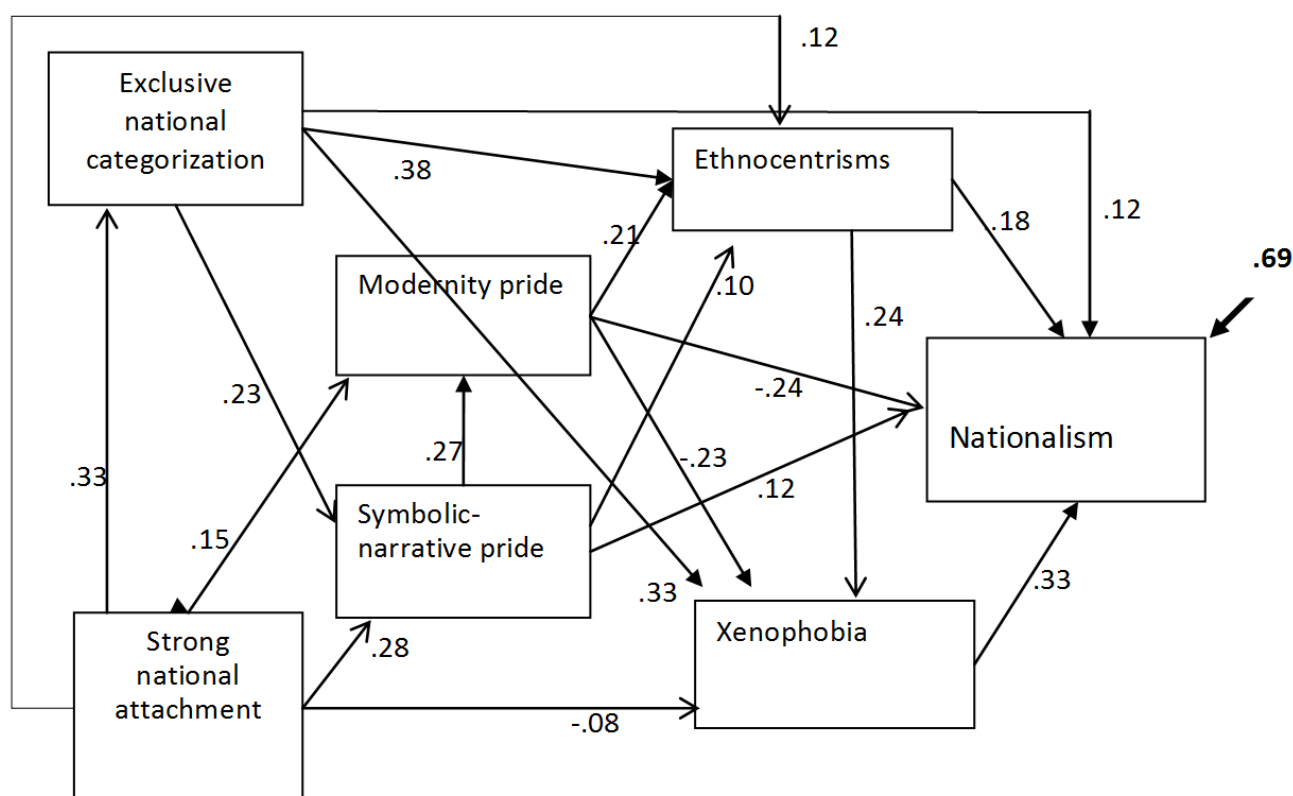 .12
Exclusive
national
categorization
Ethnocentrisms
.38
.12
.18
.21
.69
Modernity pride
.10
.24
.23
-.24
.27
-.23
.33
.12
Symbolic-
narrative pride
.15
.33
.33
Xenophobia
Nationalism
Strong
national
attachment
.28
-.08